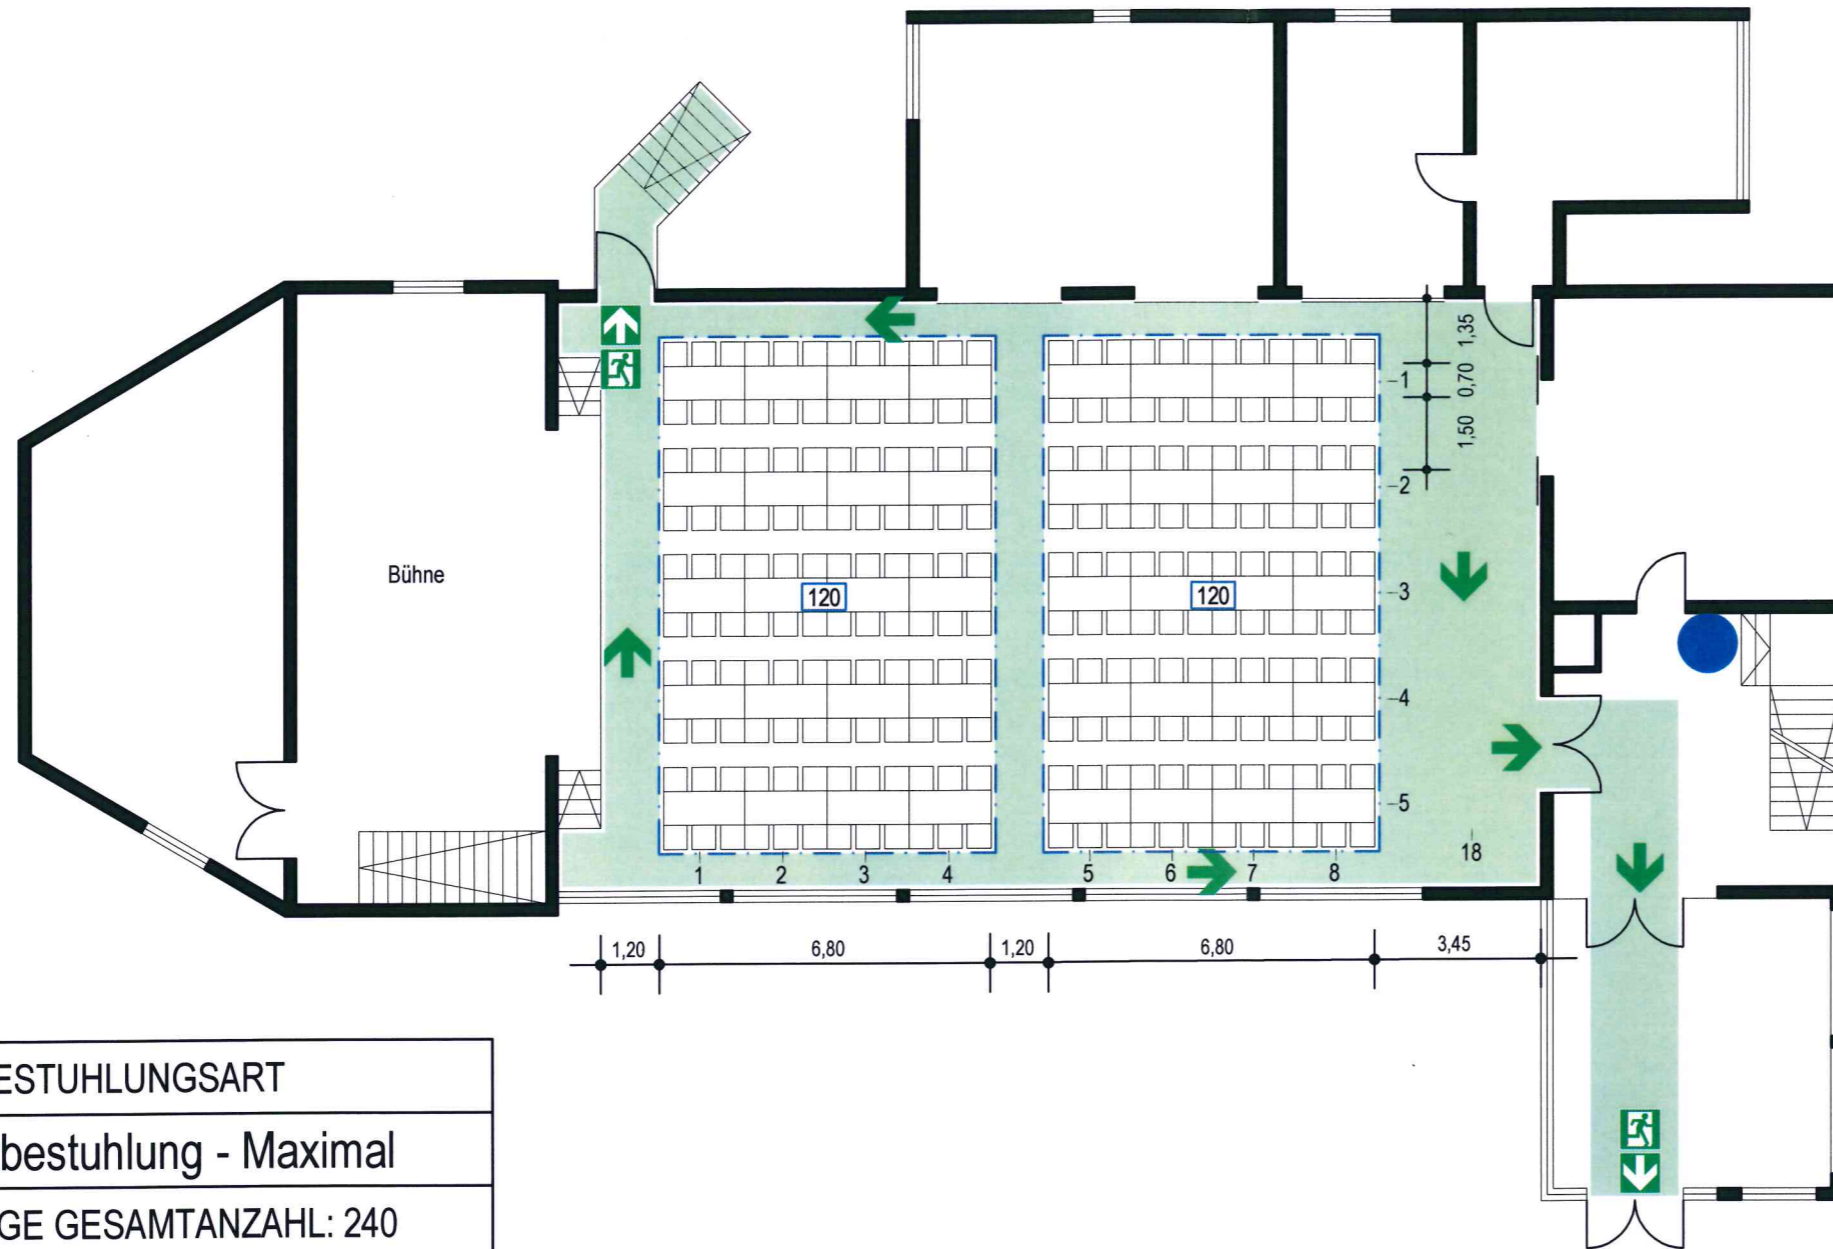 1,35
0,70
1,50
1
2
3
4
5
Bühne
120
120
1 2 3 4 5 6 7 8
18
1,20 6,80 1,20 6,80 3,45
ESTUHLUNGSART
bestuhlung - Maximal
GE GESAMTANZAHL: 240